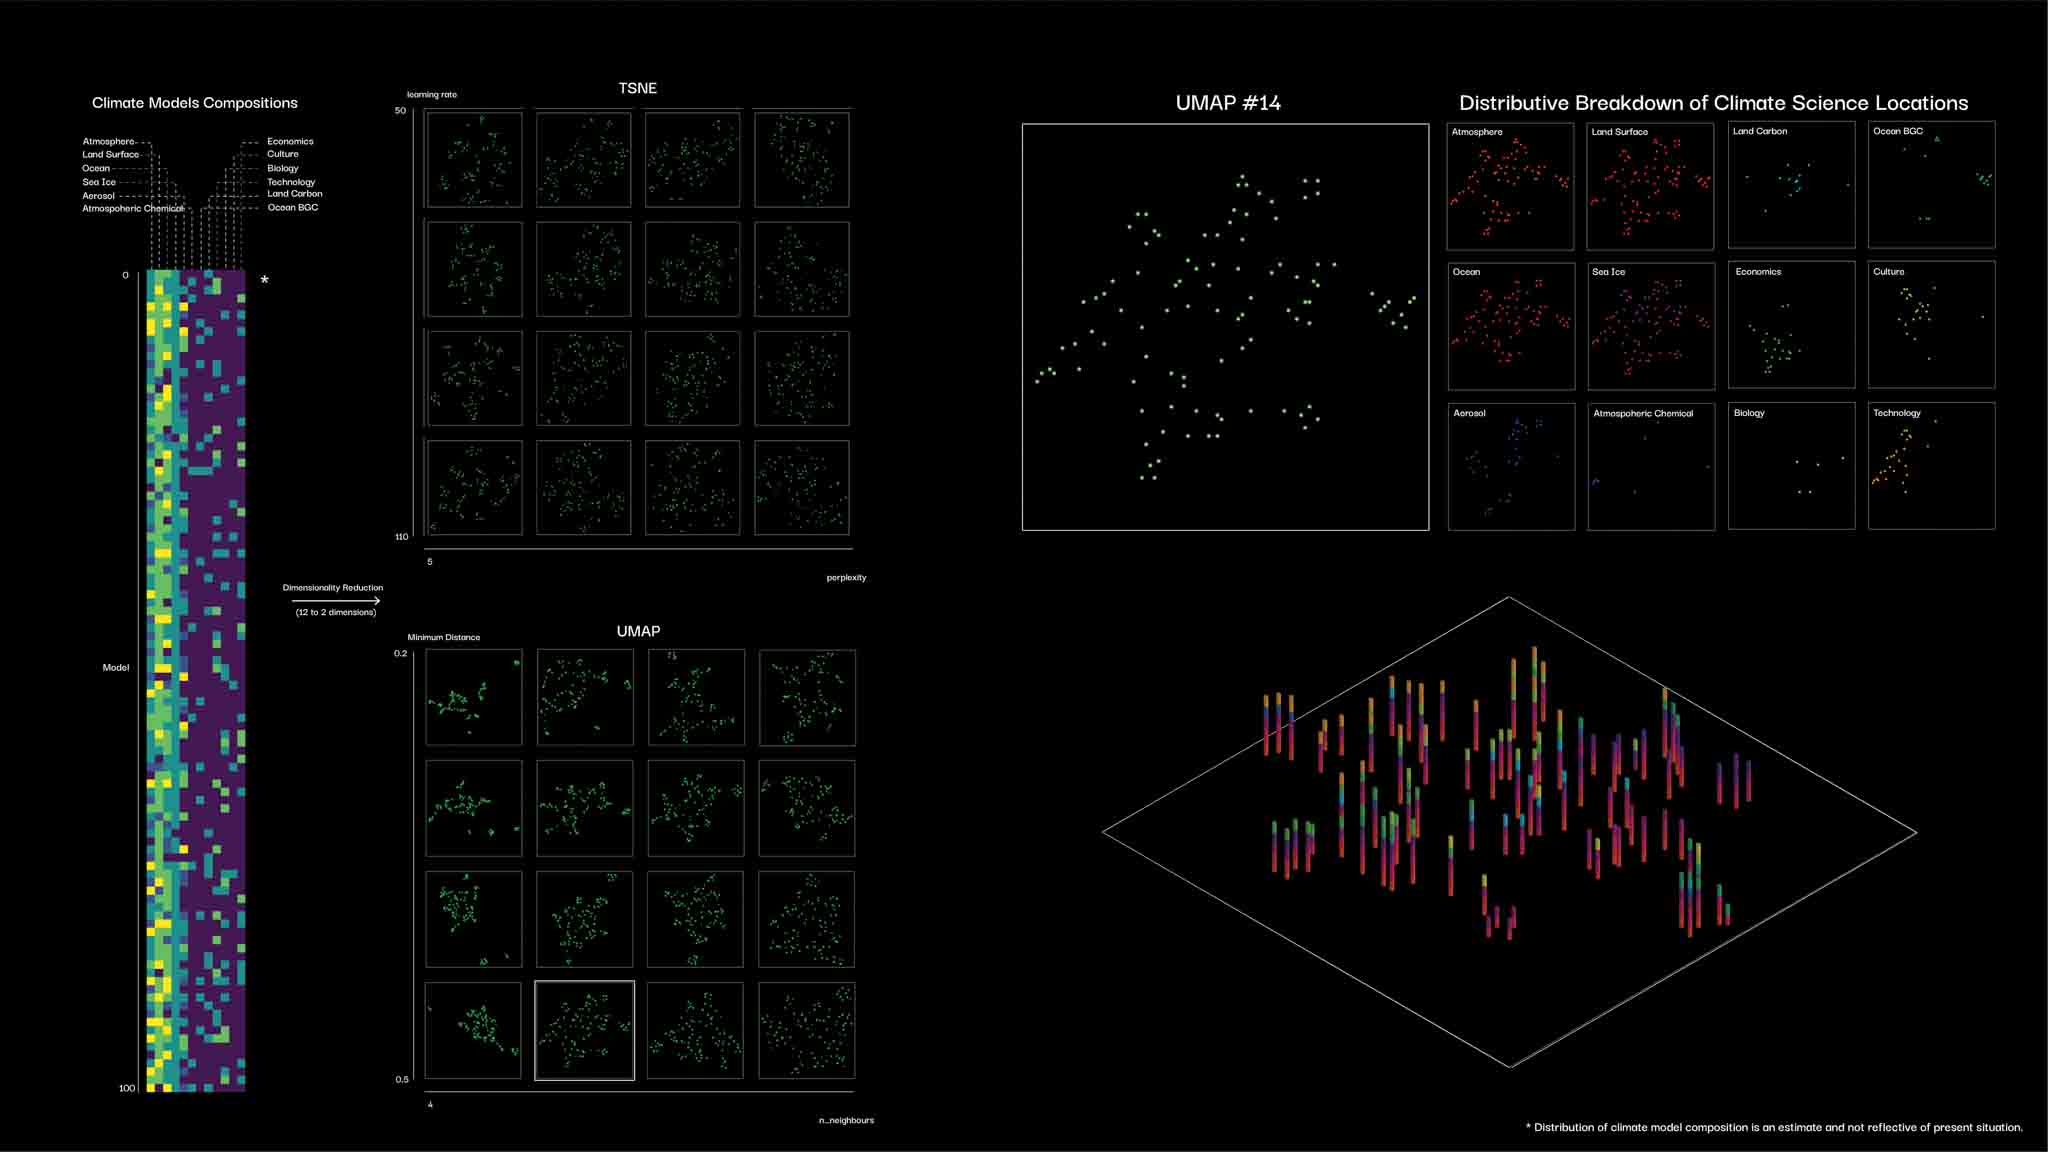 Climate Models Compositions
Atmosphere
Land Surface
Ocean
Sea Ice
Aerosol
Atmospoheric Chemical
Economics
Culture
Biology
Technology
Land Carbon
Ocean BGC
0
*
Model
100
Dimensionality Reduction
(12 to 2 dimensions)
TSNE
learning rate
50
110
5
perplexity
UMAP
Minimum Distance
0.2
0.5
4
n_neighbours
UMAP #14
Distributive Breakdown of Climate Science Locations
Atmosphere
Land Surface
Land Carbon
Ocean BGC
Ocean
Sea Ice
Economics
Culture
Aerosol
Atmospoheric Chemical
Biology
Technology
* Distribution of climate model composition is an estimate and not reflective of present situation.